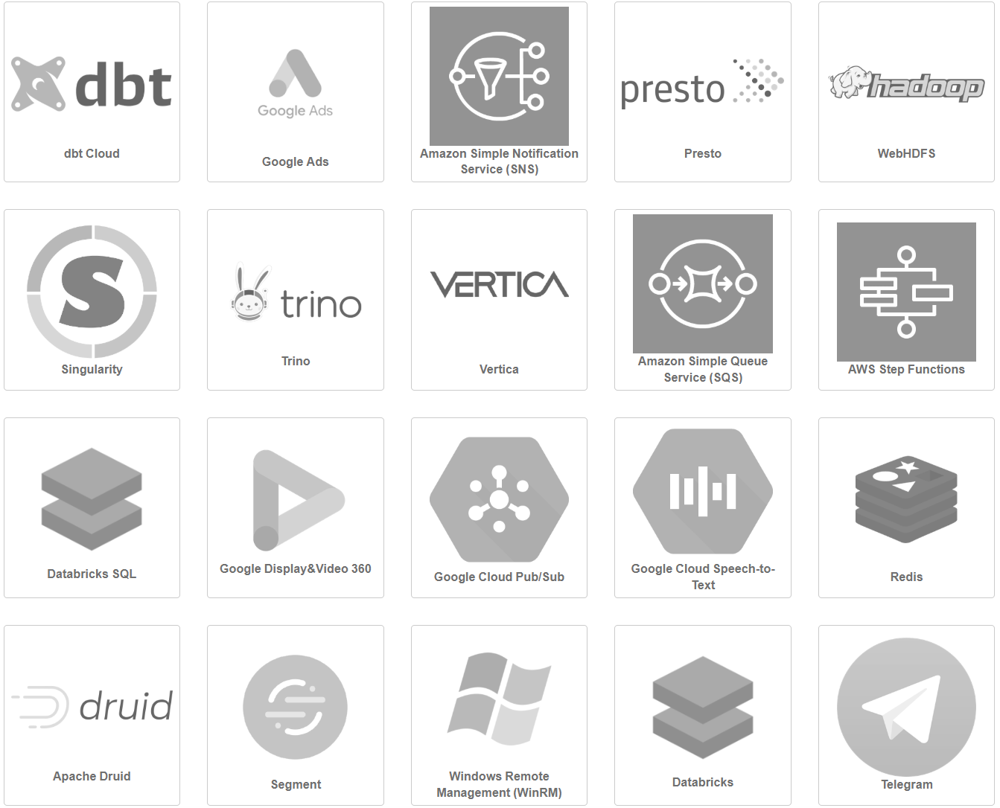 dbt
dbt Cloud
Google Ads
Google Ads
Amazon Simple Notification
Service (SNS)
presto
Presto
hadoop
WebHDFS
S
Singularity
trino
Trino
VERTICA
Vertica
Amazon Simple Queue
Service (SQS)
AWS Step Functions
Databricks SQL
Google Display&Video 360
Google Cloud Pub/Sub
Google Cloud Speech-to-
Text
Redis
druid
Apache Druid
Segment
Windows Remote
Management (WinRM)
Databricks
Telegram